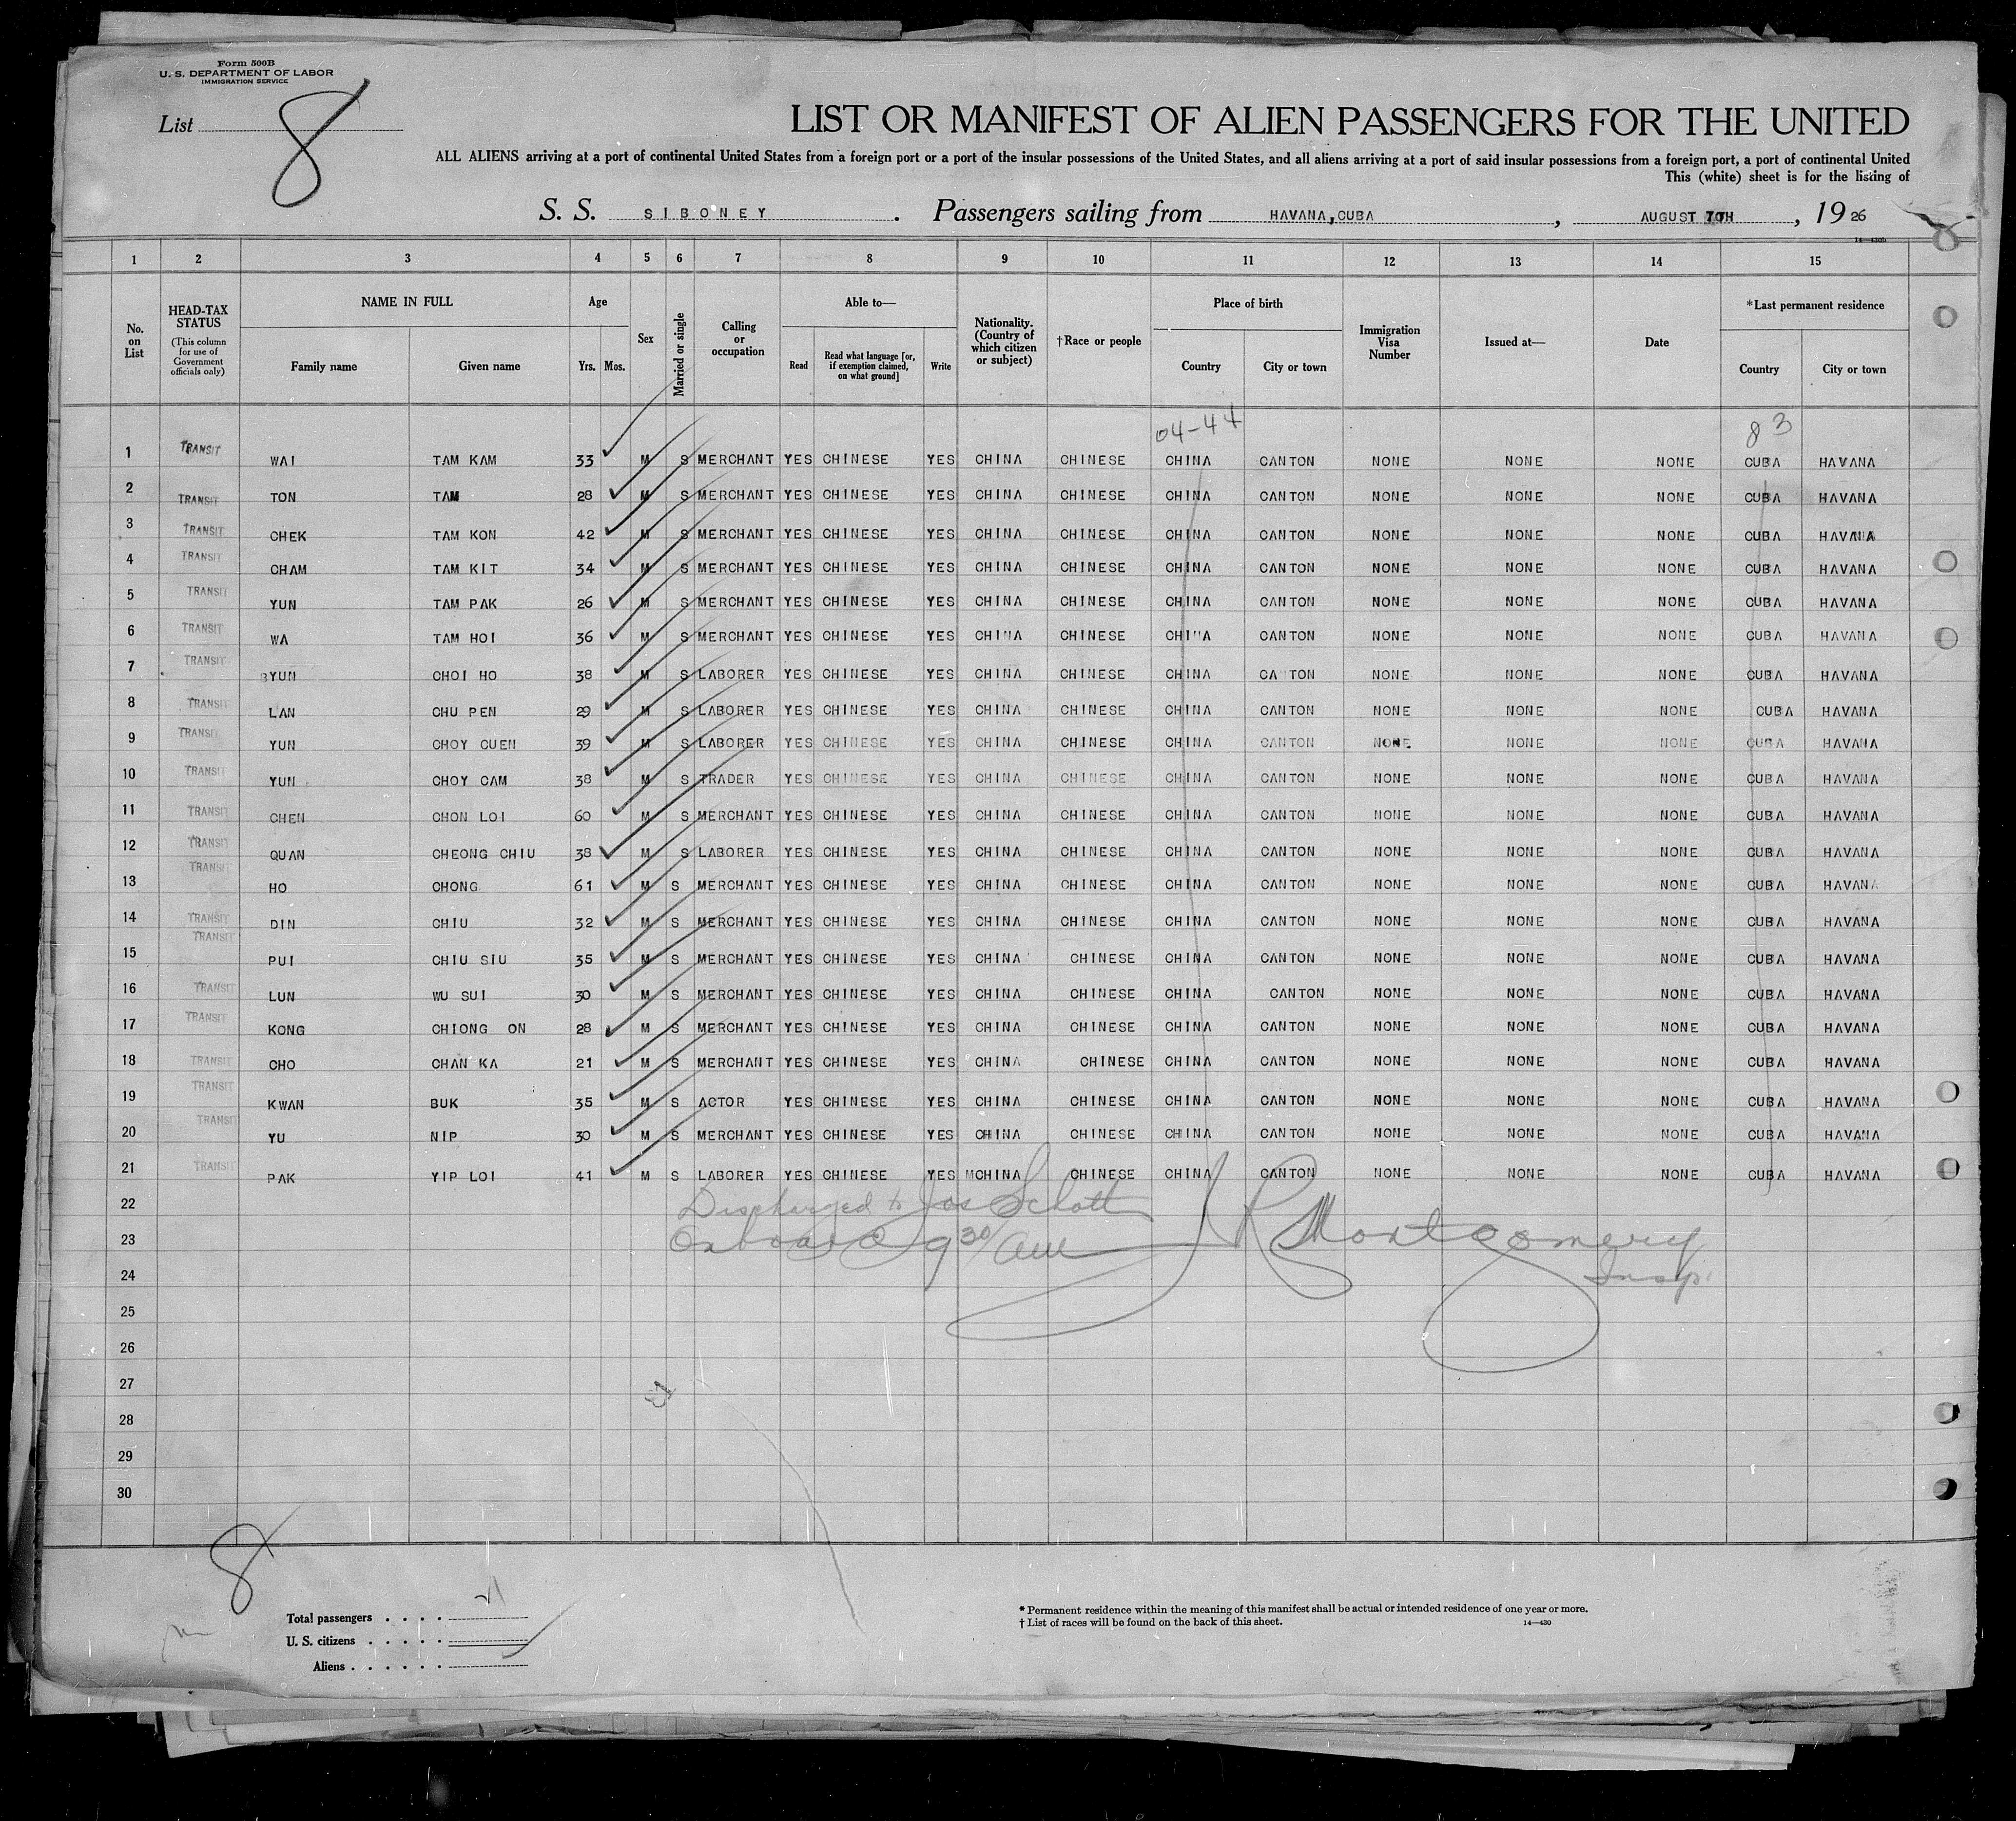 Form 500B
U. S. DEPARTMENT OF LABOR
IMMIGRATION SERVICE
List 8
LIST OR MANIFEST OF ALIEN PASSENGERS FOR THE UNITED
ALL ALIENS arriving at a port of continental United States from a foreign port or a port of the insular possessions of the United States, and all aliens arriving at a port of said insular possessions from a foreign port, a port of continental United
This (white) sheet is for the listing of
S. S. SIBONEY. Passengers sailing from HAVANA, CUBA, AUGUST 7TH, 19 26
1 2 3 4 5 6 7 8 9 10 11 12 13 14 15
No. on List HEAD-TAX STATUS (This column for use of Government officials only) NAME IN FULL Family name Given name Age Yrs. Mos. Sex Married or single Calling or occupation Able to— Read Read what language [or, if exemption claimed, on what ground] Write Nationality. (Country of which citizen or subject) †Race or people Place of birth Country City or town Immigration Visa Number Issued at— Date *Last permanent residence Country City or town
04-44 83
1 TRANSIT WAI TAM KAM 33 M S MERCHANT YES CHINESE YES CHINA CHINESE CHINA CANTON NONE NONE NONE CUBA HAVANA
2 TRANSIT TON TAM 28 M S MERCHANT YES CHINESE YES CHINA CHINESE CHINA CANTON NONE NONE NONE CUBA HAVANA
3 TRANSIT CHEK TAM KON 42 M S MERCHANT YES CHINESE YES CHINA CHINESE CHINA CANTON NONE NONE NONE CUBA HAVANA
4 TRANSIT CHAM TAM KIT 34 M S MERCHANT YES CHINESE YES CHINA CHINESE CHINA CANTON NONE NONE NONE CUBA HAVANA
5 TRANSIT YUN TAM PAK 26 M S MERCHANT YES CHINESE YES CHINA CHINESE CHINA CANTON NONE NONE NONE CUBA HAVANA
6 TRANSIT WA TAM HOI 36 M S MERCHANT YES CHINESE YES CHINA CHINESE CHINA CANTON NONE NONE NONE CUBA HAVANA
7 TRANSIT YUN CHOI HO 38 M S LABORER YES CHINESE YES CHINA CHINESE CHINA CA TON NONE NONE NONE CUBA HAVANA
8 TRANSIT LAN CHU PEN 29 M S LABORER YES CHINESE YES CHINA CHINESE CHINA CANTON NONE NONE NONE CUBA HAVANA
9 TRANSIT YUN CHOY CUEN 39 M S LABORER YES CHINESE YES CHINA CHINESE CHINA CANTON NONE NONE NONE CUBA HAVANA
10 TRANSIT YUN CHOY CAM 38 M S TRADER YES CHINESE YES CHINA CHINESE CHINA CANTON NONE NONE NONE CUBA HAVANA
11 TRANSIT CHEN CHON LOI 60 M S MERCHANT YES CHINESE YES CHINA CHINESE CHINA CANTON NONE NONE NONE CUBA HAVANA
12 TRANSIT QUAN CHEONG CHIU 38 M S LABORER YES CHINESE YES CHINA CHINESE CHINA CANTON NONE NONE NONE CUBA HAVANA
13 TRANSIT HO CHONG 61 M S MERCHANT YES CHINESE YES CHINA CHINESE CHINA CANTON NONE NONE NONE CUBA HAVANA
14 TRANSIT DIN CHIU 32 M S MERCHANT YES CHINESE YES CHINA CHINESE CHINA CANTON NONE NONE NONE CUBA HAVANA
15 TRANSIT PUI CHIU SIU 35 M S MERCHANT YES CHINESE YES CHINA CHINESE CHINA CANTON NONE NONE NONE CUBA HAVANA
16 TRANSIT LUN WU SUI 30 M S MERCHANT YES CHINESE YES CHINA CHINESE CHINA CANTON NONE NONE NONE CUBA HAVANA
17 TRANSIT KONG CHIONG ON 28 M S MERCHANT YES CHINESE YES CHINA CHINESE CHINA CANTON NONE NONE NONE CUBA HAVANA
18 TRANSIT CHO CHAN KA 21 M S MERCHANT YES CHINESE YES CHINA CHINESE CHINA CANTON NONE NONE NONE CUBA HAVANA
19 TRANSIT KWAN BUK 35 M S ACTOR YES CHINESE YES CHINA CHINESE CHINA CANTON NONE NONE NONE CUBA HAVANA
20 TRANSIT YU NIP 30 M S MERCHANT YES CHINESE YES CHINA CHINESE CHINA CANTON NONE NONE NONE CUBA HAVANA
21 TRANSIT PAK YIP LOI 41 M S LABORER YES CHINESE YES MCHINA CHINESE CHINA CANTON NONE NONE NONE CUBA HAVANA
22 Discharged to Jos Schott
23 Onboard 9 30/ AM J R Montgomery
24 Insp.
25
26
27
28
29
30
8
Total passengers . . . . 21
U. S. citizens . . . . .
Aliens . . . . . .
* Permanent residence within the meaning of this manifest shall be actual or intended residence of one year or more.
† List of races will be found on the back of this sheet. 14—430